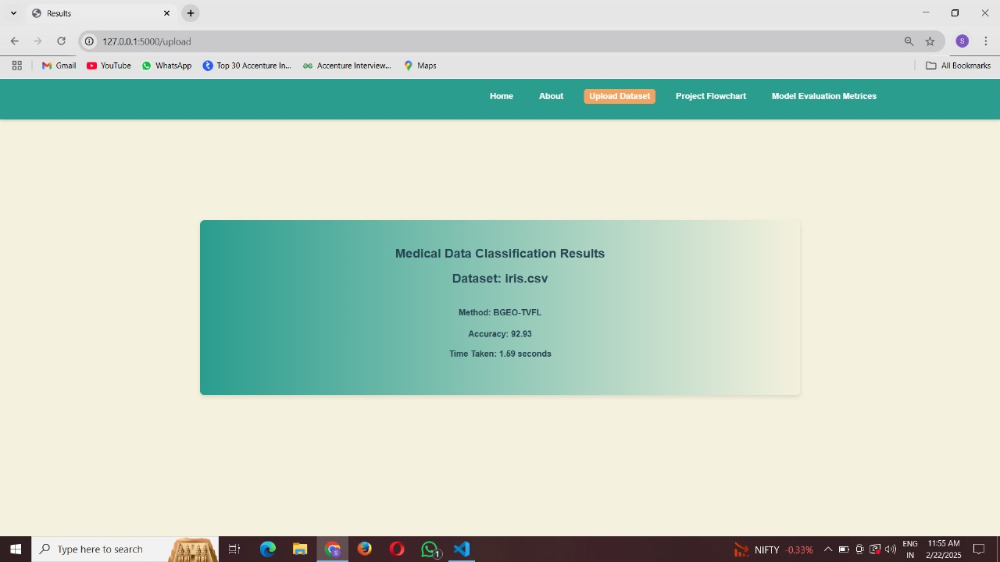 Results
127.0.0.1:5000/upload
S
Gmail YouTube WhatsApp Top 30 Accenture In... Accenture Interview... Maps All Bookmarks
Home About Upload Dataset Project Flowchart Model Evaluation Metrices
Medical Data Classification Results
Dataset: iris.csv
Method: BGEO-TVFL
Accuracy: 92.93
Time Taken: 1.59 seconds
Type here to search
1
NIFTY -0.33%
ENG
IN
11:55 AM
2/22/2025